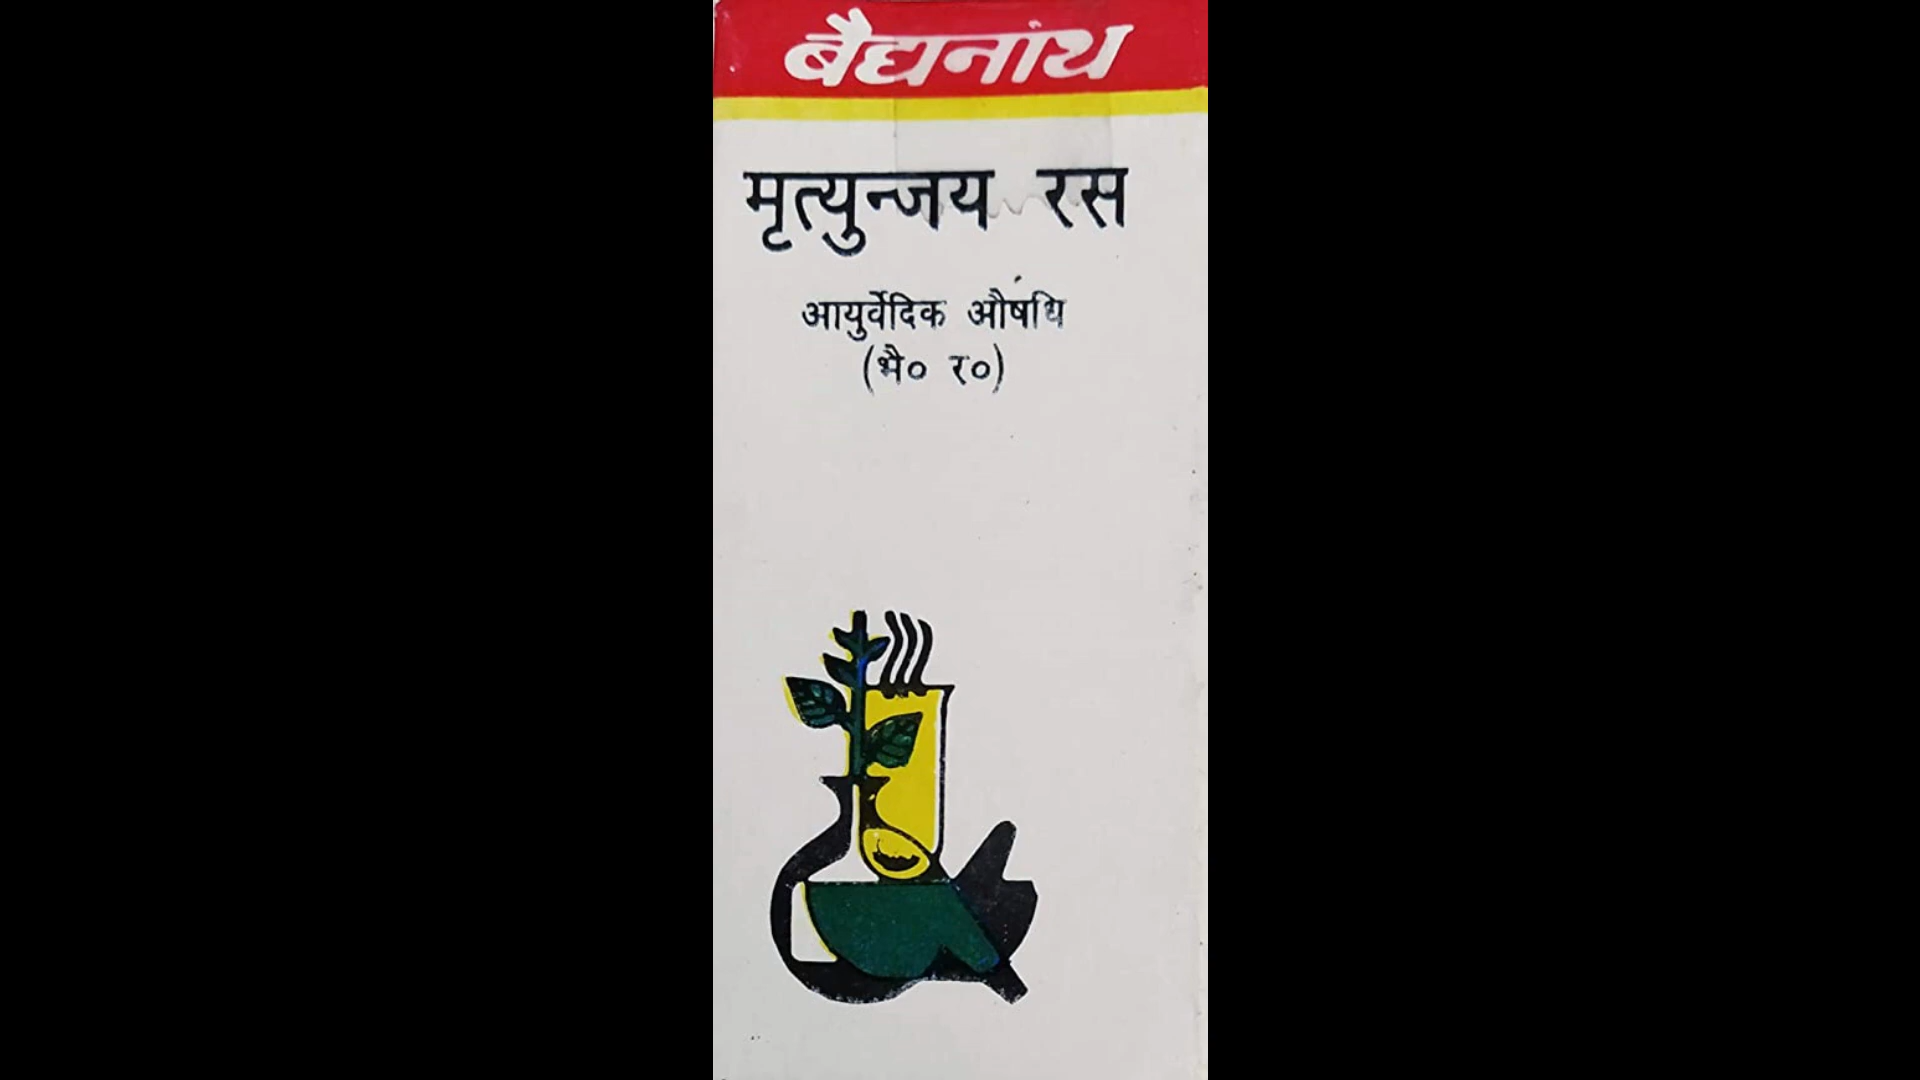 बैद्यनाथ
मृत्युन्जय रस
आयुर्वेदिक औषधि
(भै० र०)